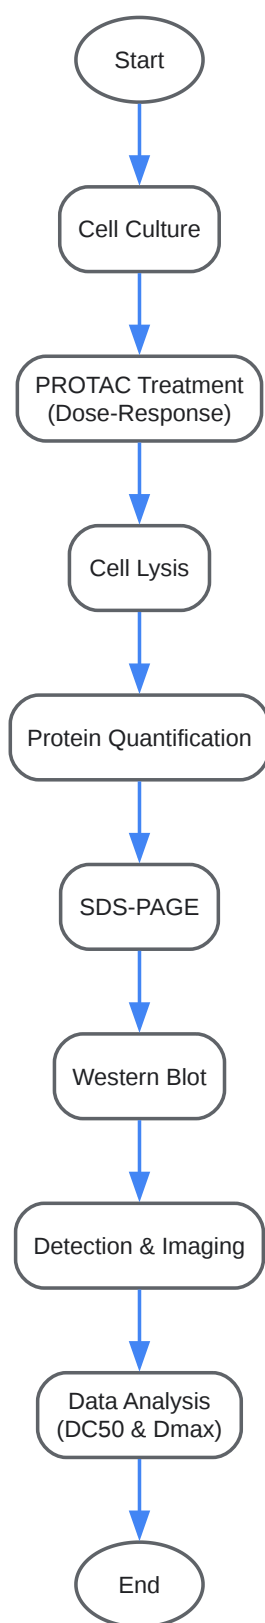 Start
Cell Culture
PROTAC Treatment
(Dose-Response)
Cell Lysis
Protein Quantification
SDS-PAGE
Western Blot
Detection & Imaging
Data Analysis
(DC50 & Dmax)
End